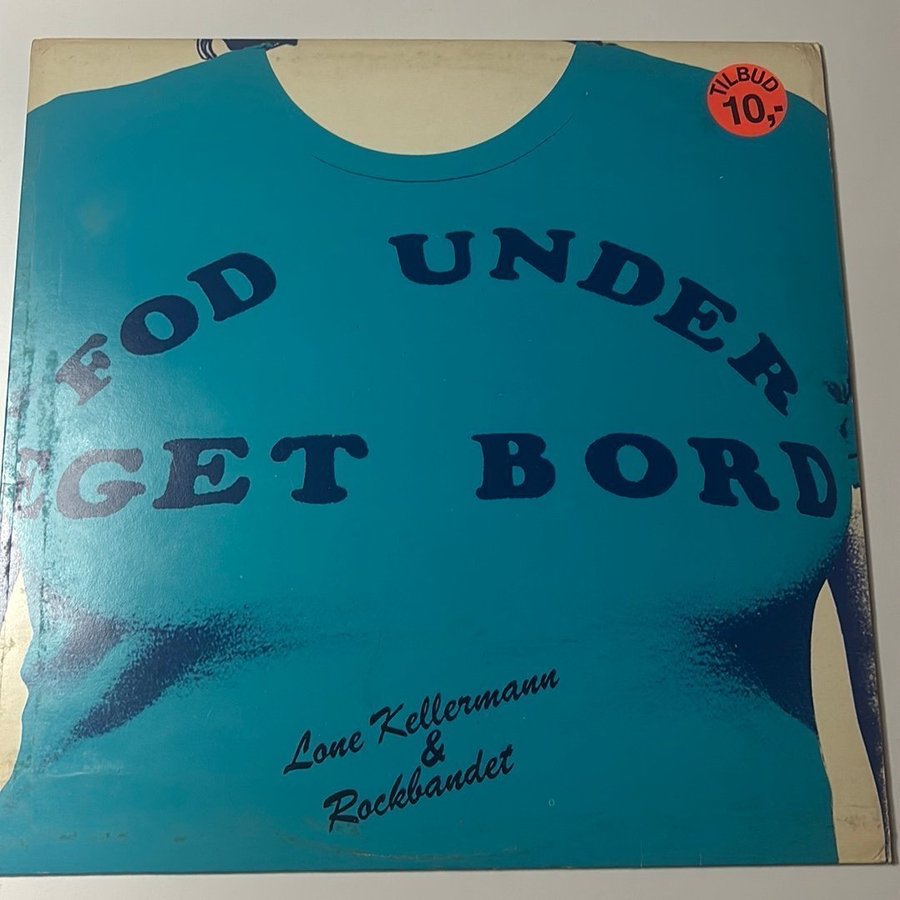 TILBUD
10,-
FOD UNDER
EGET BORD
Lone Kellermann
&
Rockbandet